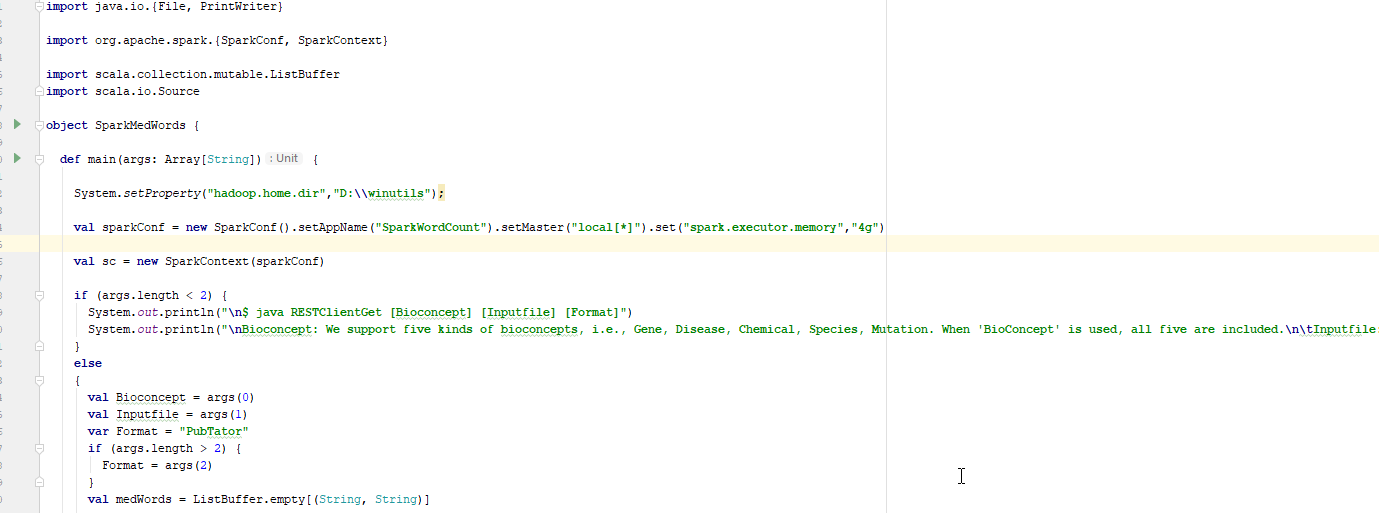 import java.io.{File, PrintWriter}
import org.apache.spark.{SparkConf, SparkContext}
import scala.collection.mutable.ListBuffer
import scala.io.Source
object SparkMedWords {
def main(args: Array[String]) : Unit {
System.setProperty("hadoop.home.dir","D:\\winutils");
val sparkConf = new SparkConf().setAppName("SparkWordCount").setMaster("local[*]").set("spark.executor.memory","4g")
val sc = new SparkContext(sparkConf)
if (args.length < 2) {
System.out.println("\n$ java RESTClientGet [Bioconcept] [Inputfile] [Format]")
System.out.println("\nBioconcept: We support five kinds of bioconcepts, i.e., Gene, Disease, Chemical, Species, Mutation. When 'BioConcept' is used, all five are included.\n\tInputfile:
}
else
{
val Bioconcept = args(0)
val Inputfile = args(1)
var Format = "PubTator"
if (args.length > 2) {
Format = args(2)
}
val medWords = ListBuffer.empty[(String, String)]